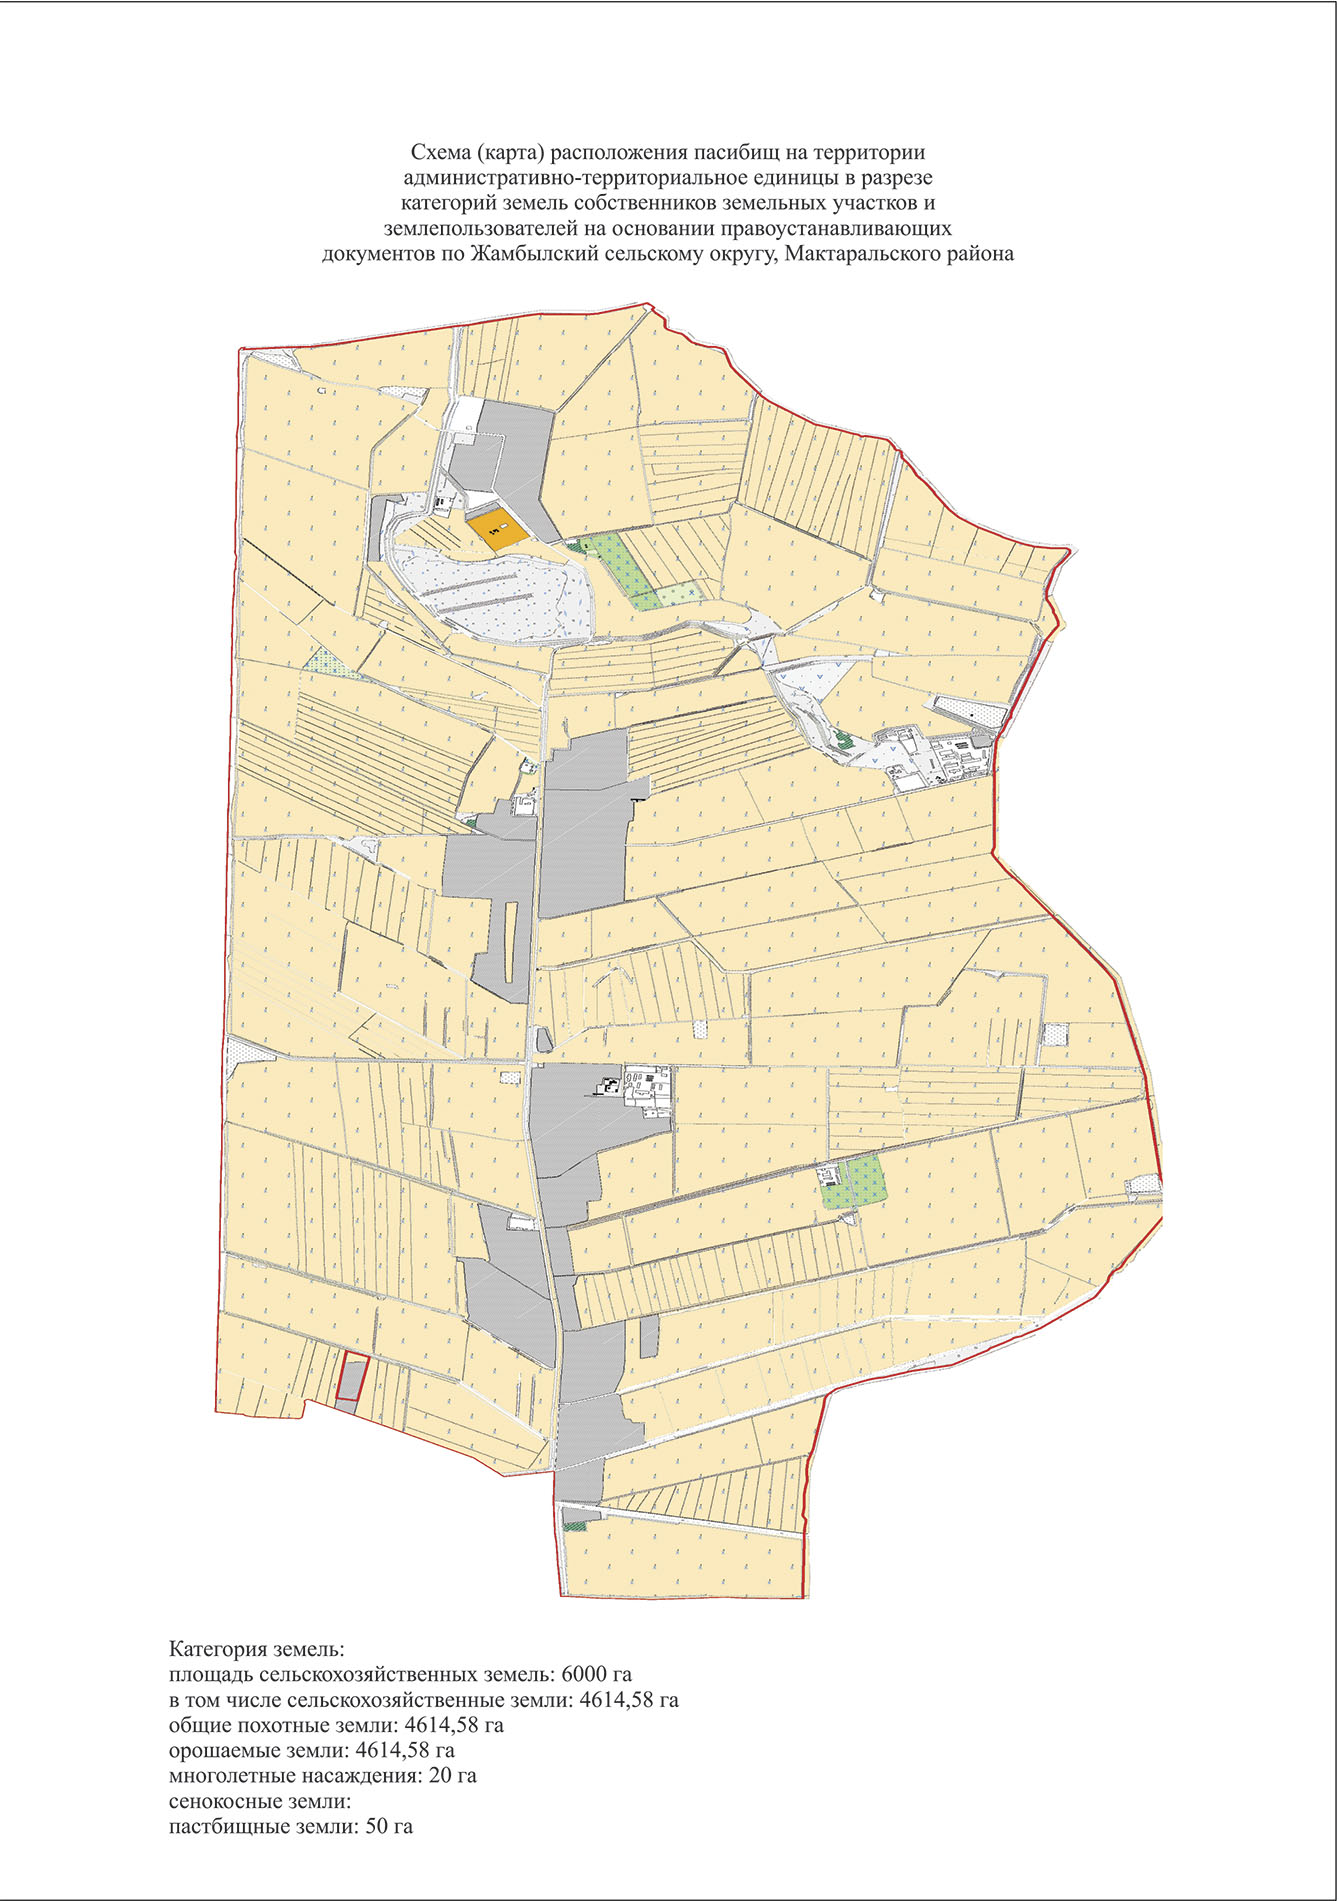 Схема (карта) расположения пасибищ на территории
административно-территориальное единицы в разрезе
категорий земель собственников земельных участков и
землепользователей на основании правоустанавливающих
документов по Жамбылский сельскому округу, Мактаральского района
Категория земель:
площадь сельскохозяйственных земель: 6000 га
в том числе сельскохозяйственные земли: 4614,58 га
общие похотные земли: 4614,58 га
орошаемые земли: 4614,58 га
многолетные насаждения: 20 га
сенокосные земли:
пастбищные земли: 50 га